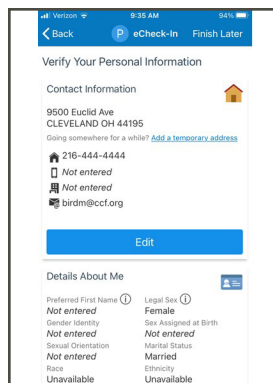 Verizon 9:35 AM 94%
Back P eCheck-In Finish Later
Verify Your Personal Information
Contact Information
9500 Euclid Ave
CLEVELAND OH 44195
Going somewhere for a while? Add a temporary address
216-444-4444
Not entered
Not entered
birdm@ccf.org
Edit
Details About Me
Preferred First Name Legal Sex
Not entered Female
Gender Identity Sex Assigned at Birth
Not entered Not entered
Sexual Orientation Marital Status
Not entered Married
Race Ethnicity
Unavailable Unavailable